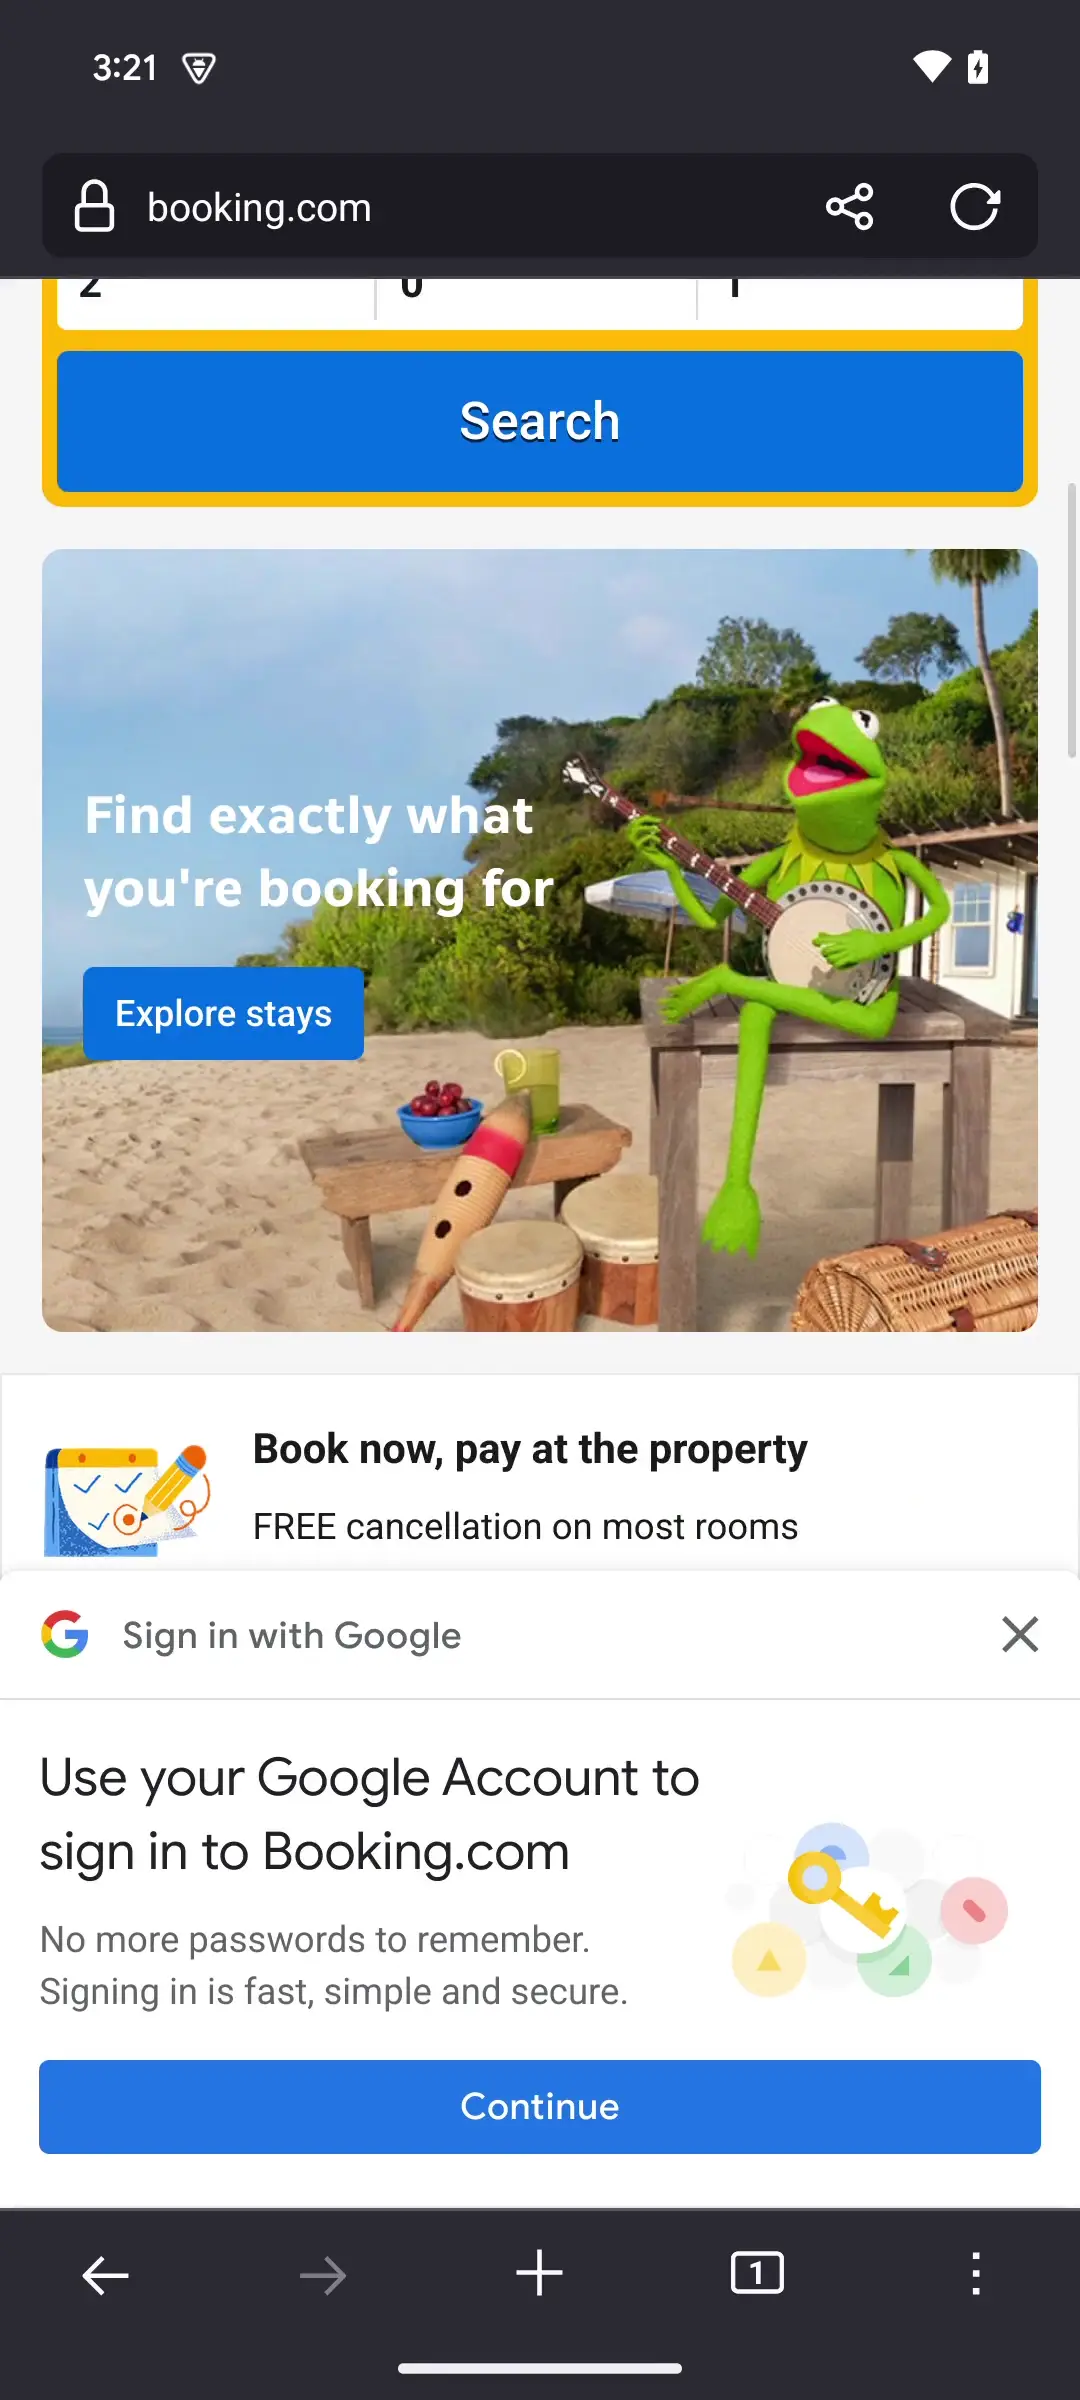 3:21
booking.com
2 0 1
Search
Find exactly what
you're booking for
Explore stays
Book now, pay at the property
FREE cancellation on most rooms
Sign in with Google
Use your Google Account to
sign in to Booking.com
No more passwords to remember.
Signing in is fast, simple and secure.
Continue
1